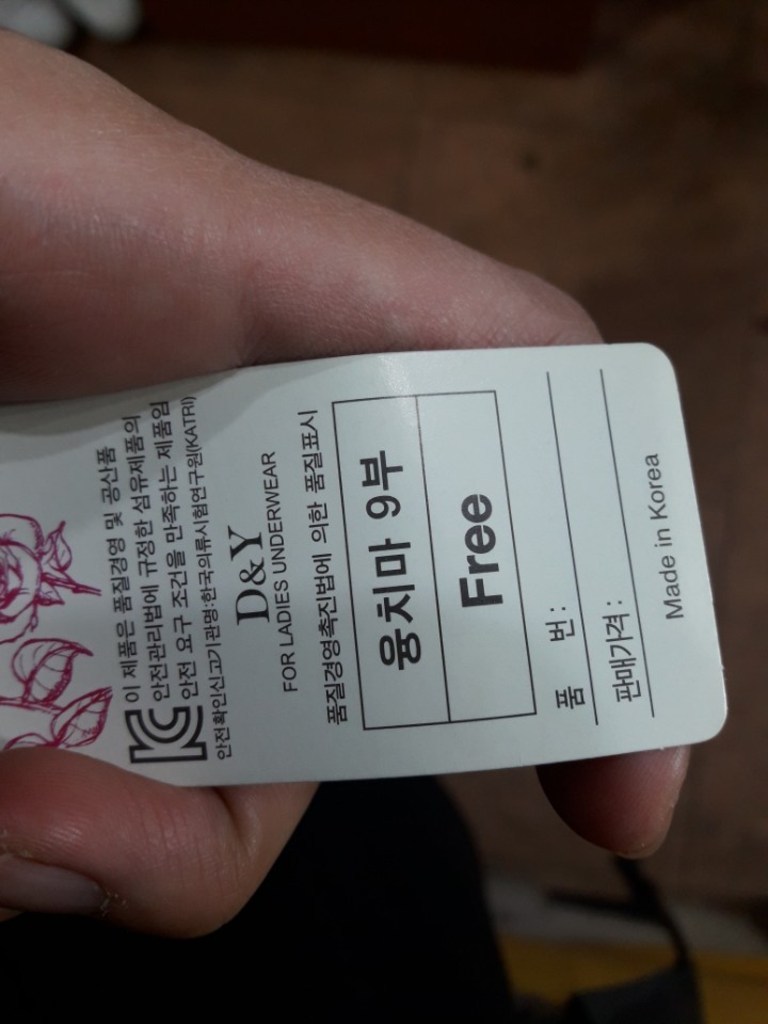 이 제품은 품질경영 및 공산품
안전관리법에 규정한 섬유제품의
안전 요구 조건을 만족하는 제품임
안전확인신고기관명:한국의류시험연구원(KATRI)
D&Y
FOR LADIES UNDERWEAR
품질경영촉진법에 의한 품질표시
융치마 9부
Free
품 번 :
판매가격 :
Made in Korea